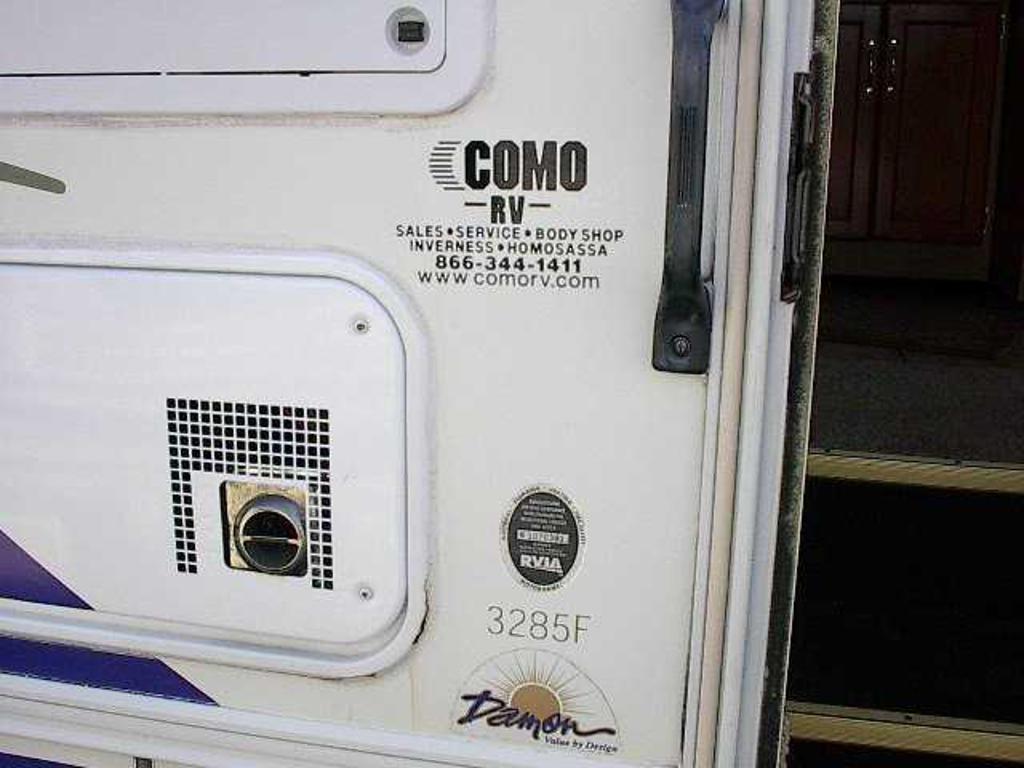 COMO
RV
SALES • SERVICE • BODY SHOP
INVERNESS • HOMOSASSA
866-344-1411
www.comorv.com
RVIA
3285F
Damon
Value by Design